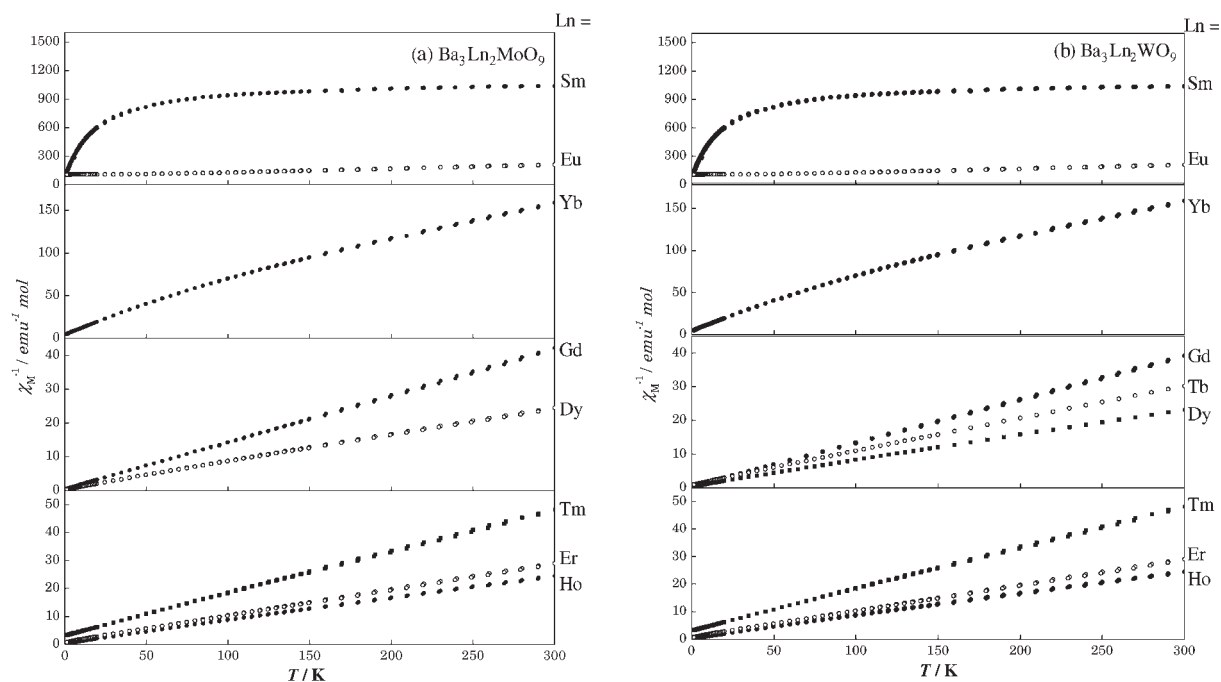 Ln =
(a) Ba₃Ln₂MoO₉
1500
1200
900
600
300
0
Sm
Eu
150
100
50
0
Yb
χ_M⁻¹ / emu⁻¹ mol
40
30
20
10
0
Gd
Dy
50
40
30
20
10
0
Tm
Er
Ho
0 50 100 150 200 250 300
T / K
Ln =
(b) Ba₃Ln₂WO₉
1500
1200
900
600
300
0
Sm
Eu
150
100
50
0
Yb
χ_M⁻¹ / emu⁻¹ mol
40
30
20
10
0
Gd
Tb
Dy
50
40
30
20
10
0
Tm
Er
Ho
0 50 100 150 200 250 300
T / K